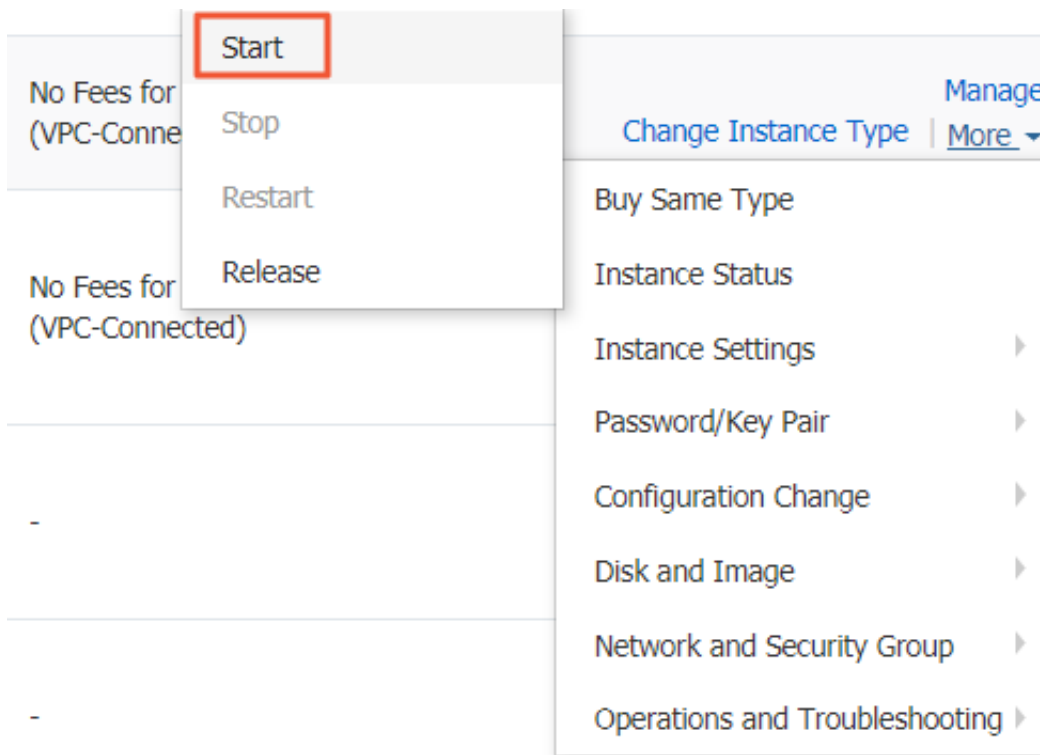 Start
Stop
Restart
Release
No Fees for
(VPC-Conne
Manage
Change Instance Type | More
No Fees for
(VPC-Connected)
-
-
Buy Same Type
Instance Status
Instance Settings
Password/Key Pair
Configuration Change
Disk and Image
Network and Security Group
Operations and Troubleshooting